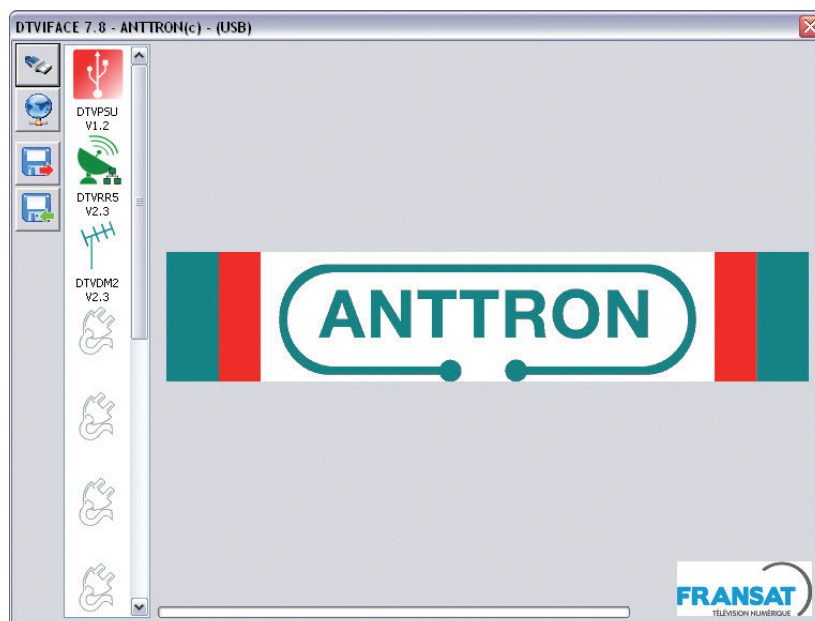 DTVIFACE 7.8 - ANTTRON(c) - (USB)
DTVPSU
V1.2
DTVRR5
V2.3
DTVDM2
V2.3
ANTTRON
FRANSAT
TÉLÉVISION NUMÉRIQUE